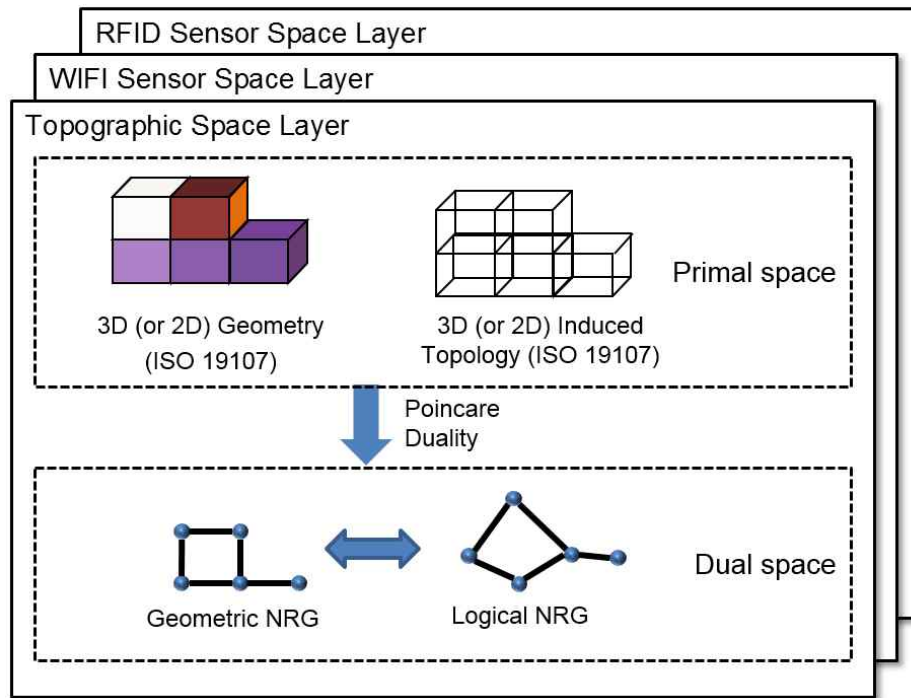 RFID Sensor Space Layer
WIFI Sensor Space Layer
Topographic Space Layer
3D (or 2D) Geometry
(ISO 19107)
3D (or 2D) Induced
Topology (ISO 19107)
Primal space
Poincare
Duality
Geometric NRG
Logical NRG
Dual space